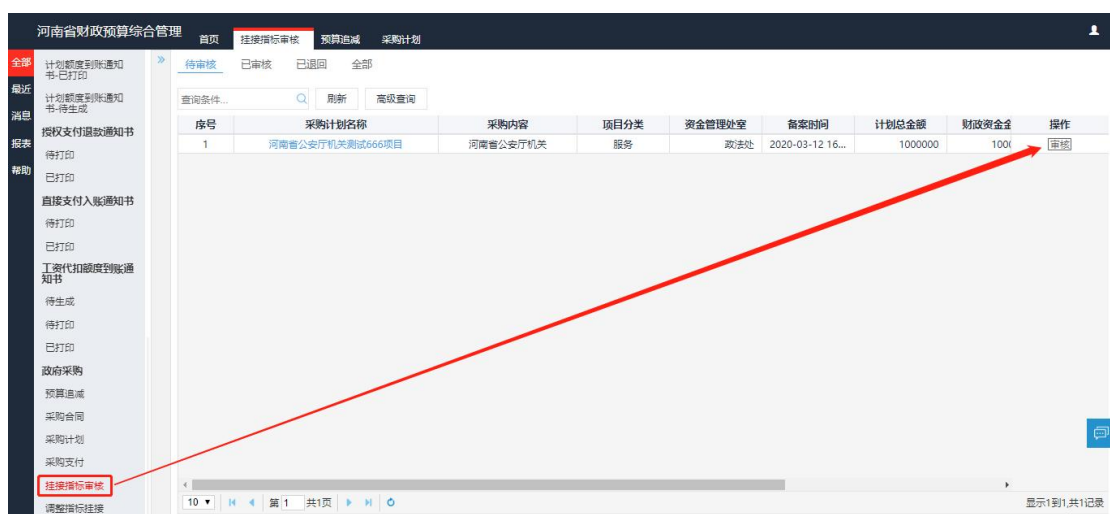 河南省财政预算综合管理 首页 挂接指标审核 预算追减 采购计划
全部
最近
消息
报表
帮助
计划额度到账通知
书-已打印
计划额度到账通知
书-待生成
授权支付退款通知书
待打印
已打印
直接支付入账通知书
待打印
已打印
工资代扣额度到账通
知书
待生成
待打印
已打印
政府采购
预算追减
采购合同
采购计划
采购支付
挂接指标审核
调整指标挂接
待审核 已审核 已退回 全部
查询条件... 刷新 高级查询
序号 采购计划名称 采购内容 项目分类 资金管理处室 备案时间 计划总金额 财政资金金 操作
1 河南省公安厅机关测试666项目 河南省公安厅机关 服务 政法处 2020-03-12 16... 1000000 100( 审核
10 第 1 共1页 显示1到1,共1记录